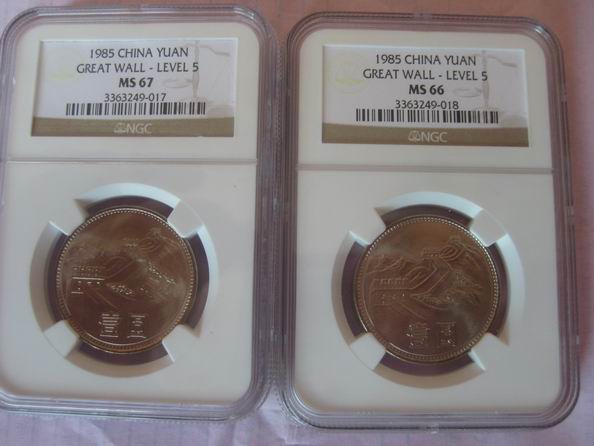 1985 CHINA YUAN
GREAT WALL - LEVEL 5
MS 67
3363249-017
NGC
壹
圆
1985 CHINA YUAN
GREAT WALL - LEVEL 5
MS 66
3363249-018
NGC
壹
圆